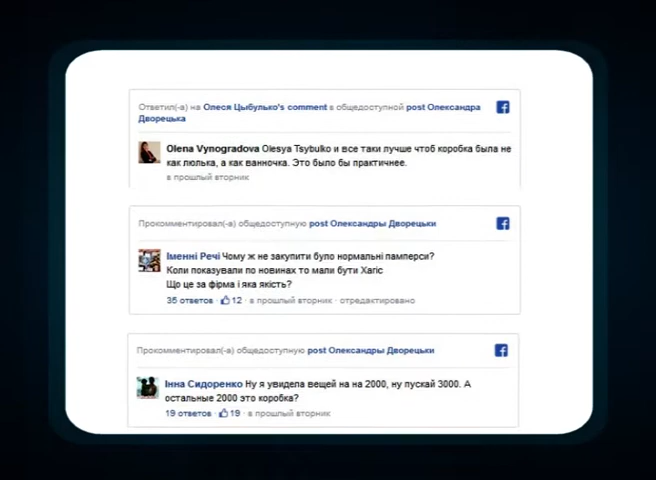 Ответил(-а) на Олеся Цыбулько's comment в общедоступной post Олександра
Дворецька
Olena Vynogradova Olesya Tsybulko и все таки лучше чтоб коробка была не
как люлька, а как ванночка. Это было бы практичнее.
в прошлый вторник
Прокомментировал(-а) общедоступную post Олександры Дворецьки
Іменні Речі Чому ж не закупити було нормальні памперси?
Коли показували по новинах то мали бути Хагіс
Що це за фірма і яка якість?
35 ответов · 12 · в прошлый вторник · отредактировано
Прокомментировал(-а) общедоступную post Олександры Дворецьки
Інна Сидоренко Ну я увидела вещей на на 2000, ну пускай 3000. А
остальные 2000 это коробка?
19 ответов · 19 · в прошлый вторник